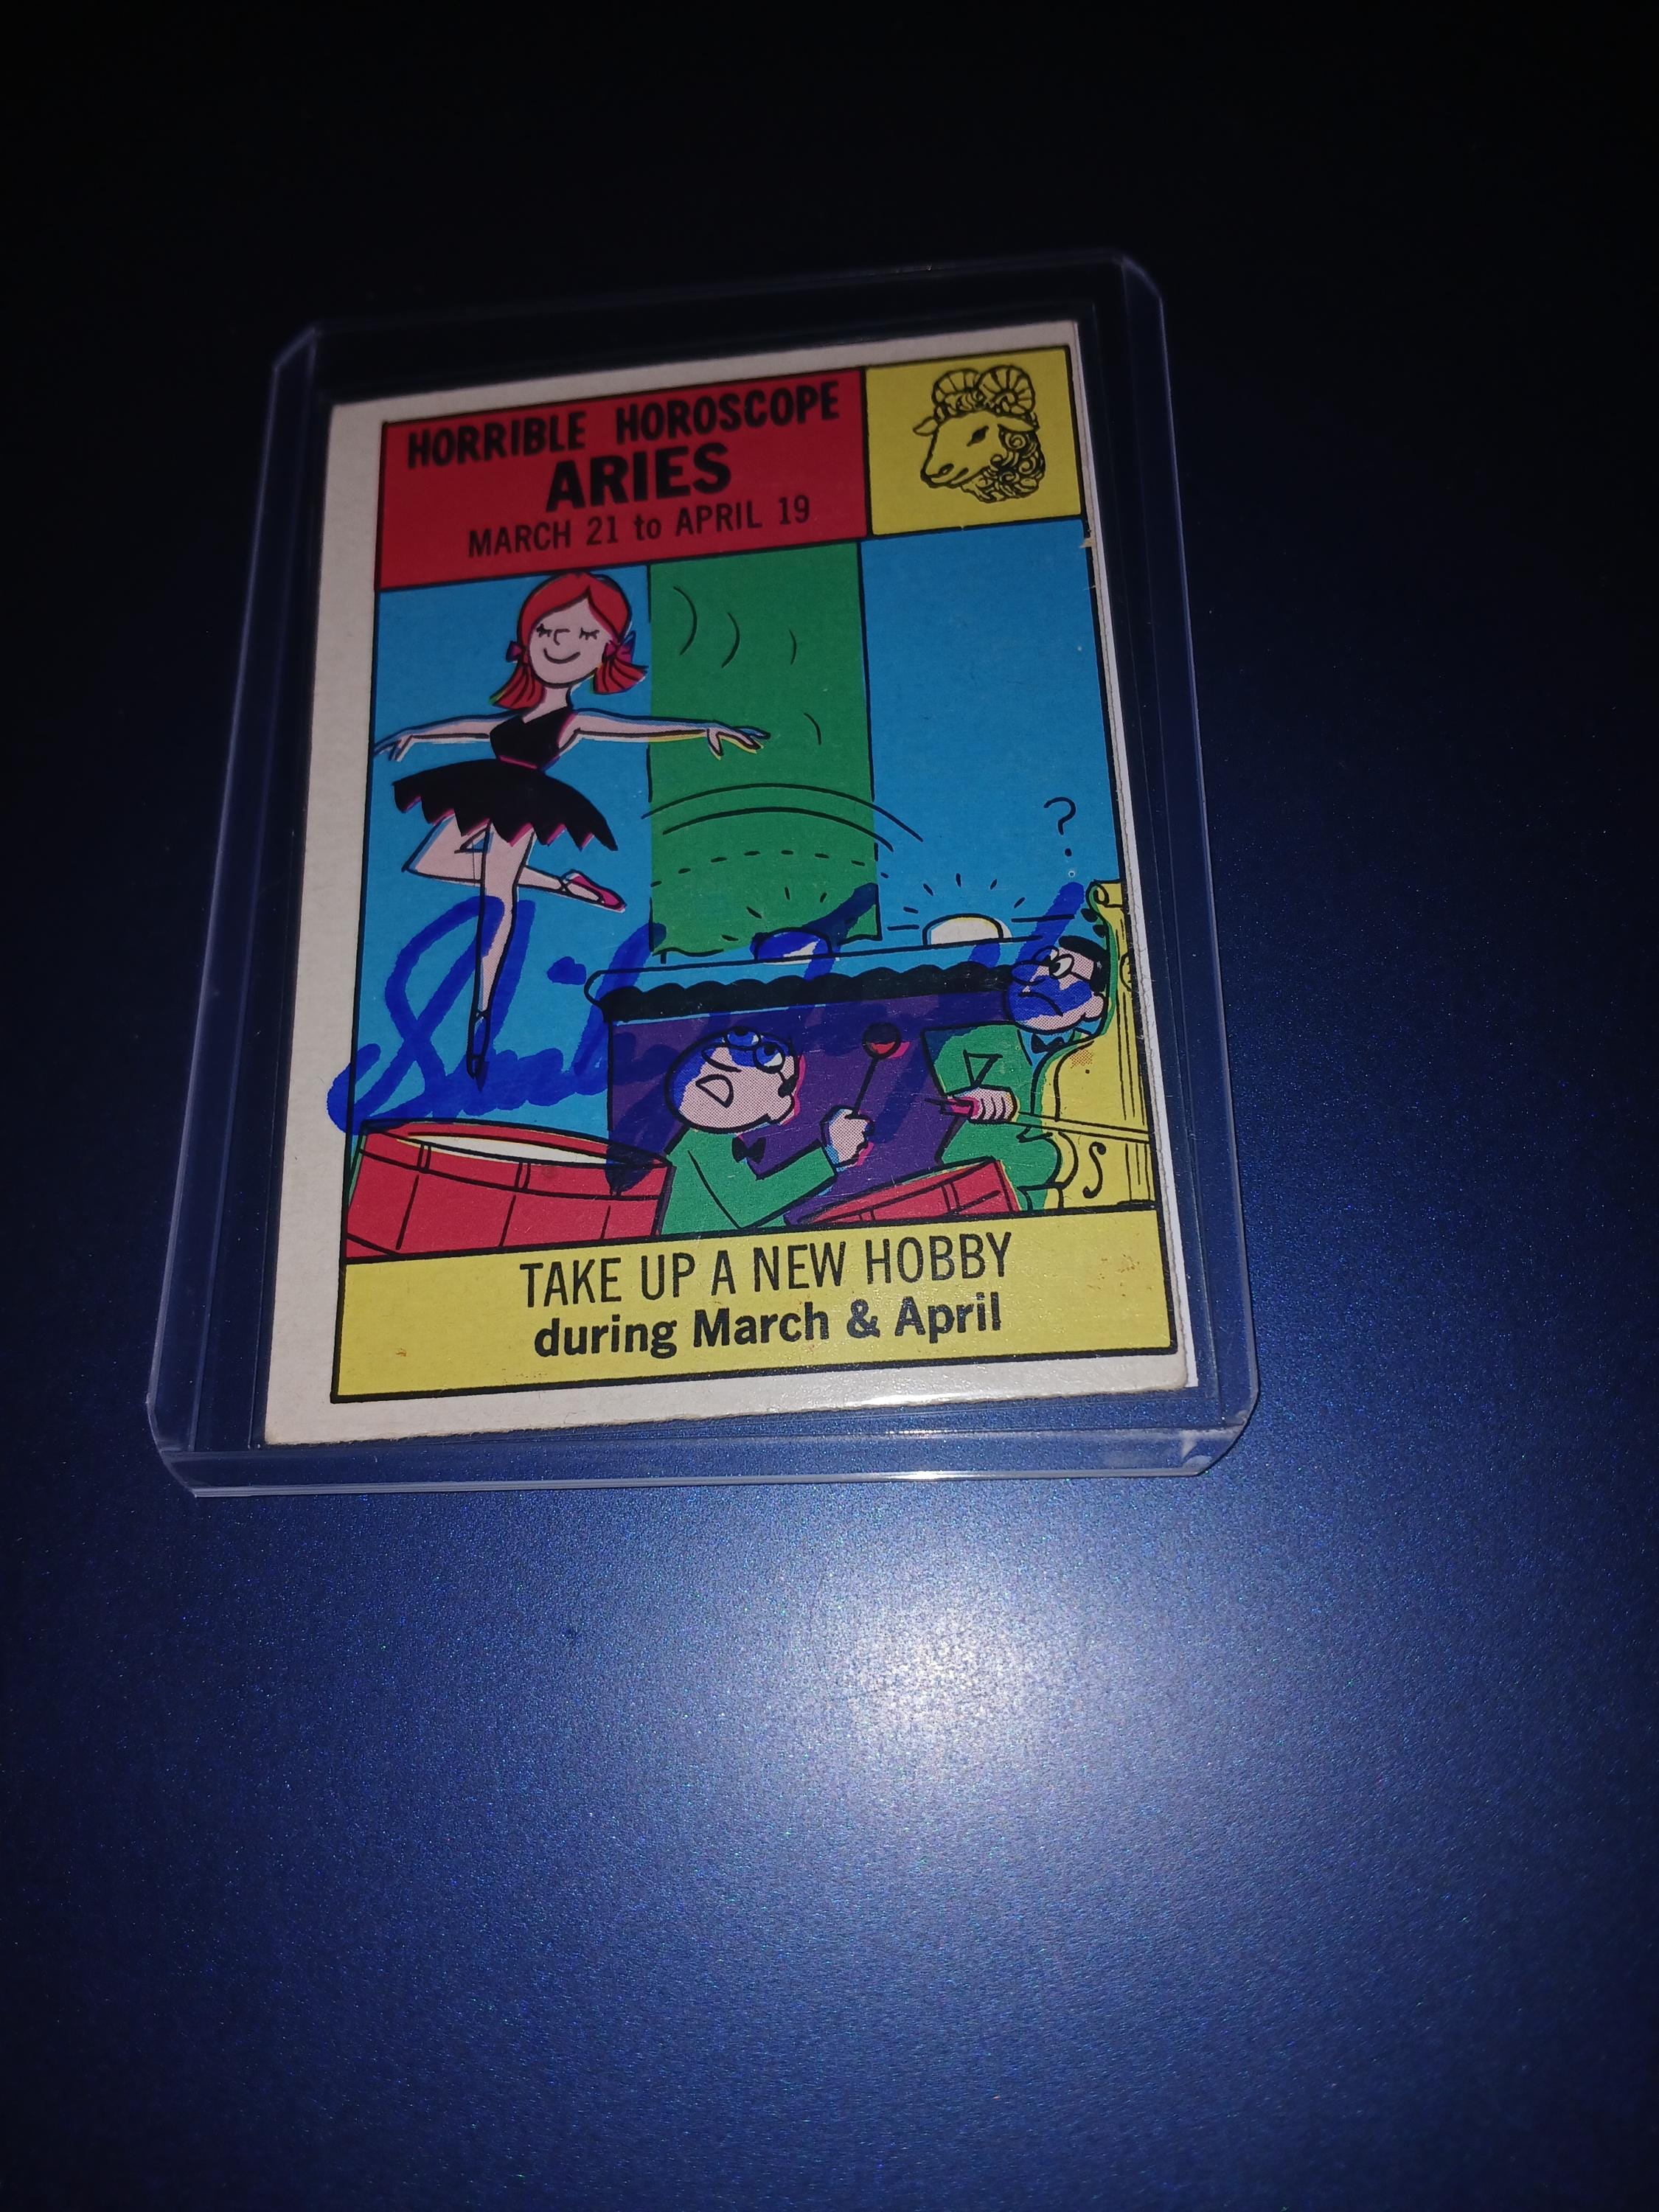 HORRIBLE HOROSCOPE
ARIES
MARCH 21 to APRIL 19
?
TAKE UP A NEW HOBBY
during March & April